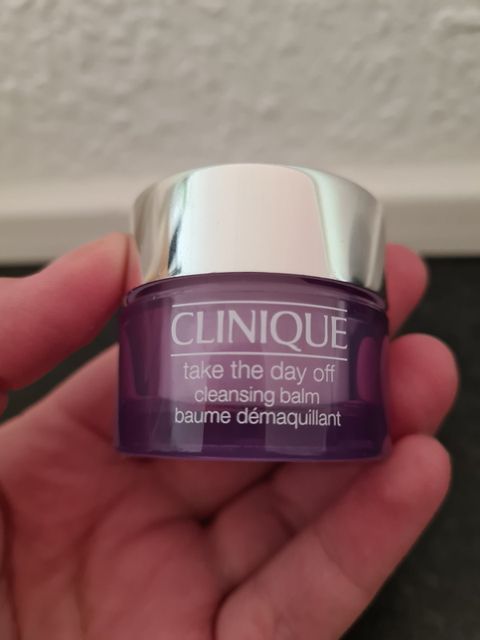 CLINIQUE
take the day off
cleansing balm
baume démaquillant